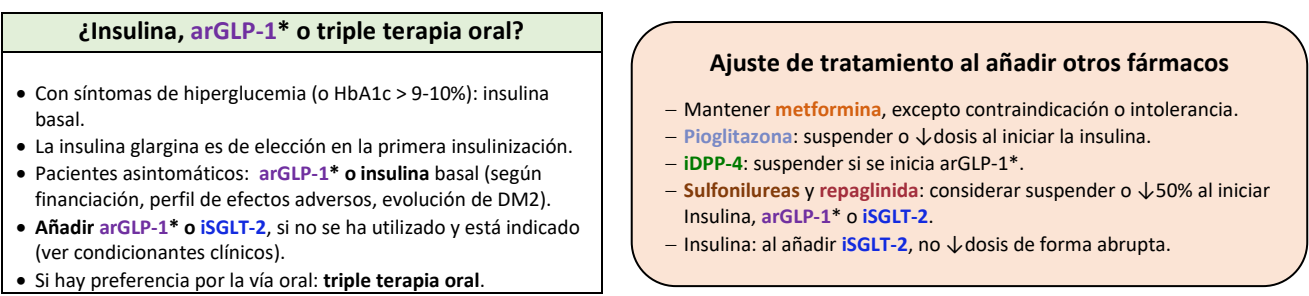 ¿Insulina, arGLP-1* o triple terapia oral?
• Con síntomas de hiperglucemia (o HbA1c > 9-10%): insulina
basal.
• La insulina glargina es de elección en la primera insulinización.
• Pacientes asintomáticos: arGLP-1* o insulina basal (según
financiación, perfil de efectos adversos, evolución de DM2).
• Añadir arGLP-1* o iSGLT-2, si no se ha utilizado y está indicado
(ver condicionantes clínicos).
• Si hay preferencia por la vía oral: triple terapia oral.
Ajuste de tratamiento al añadir otros fármacos
− Mantener metformina, excepto contraindicación o intolerancia.
− Pioglitazona: suspender o ↓dosis al iniciar la insulina.
− iDPP-4: suspender si se inicia arGLP-1*.
− Sulfonilureas y repaglinida: considerar suspender o ↓50% al iniciar
Insulina, arGLP-1* o iSGLT-2.
− Insulina: al añadir iSGLT-2, no ↓dosis de forma abrupta.